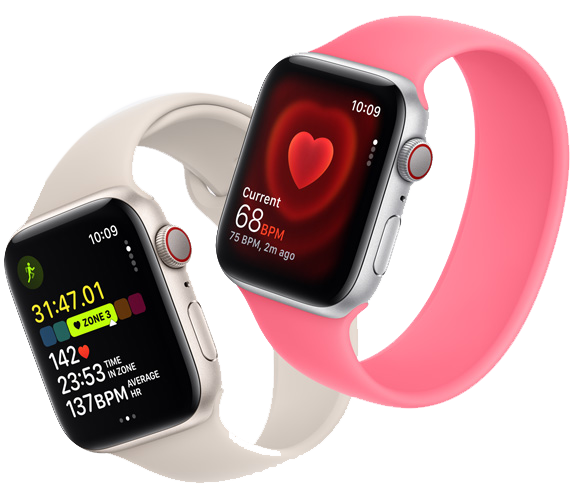 10:09
Current
68BPM
75 BPM, 2m ago
10:09
31:47.01
ZONE 3
142
23:53 TIME
IN ZONE
137BPM AVERAGE
HR